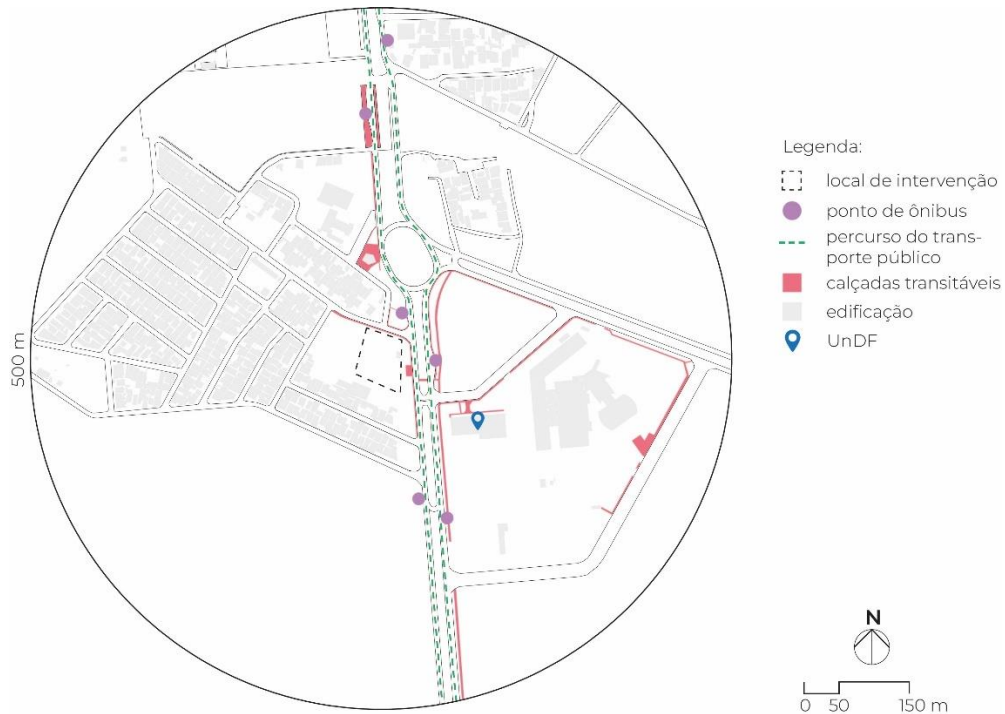 Legenda:
local de intervenção
ponto de ônibus
percurso do trans-
porte público
calçadas transitáveis
edificação
UnDF
500 m
N
0 50 150 m